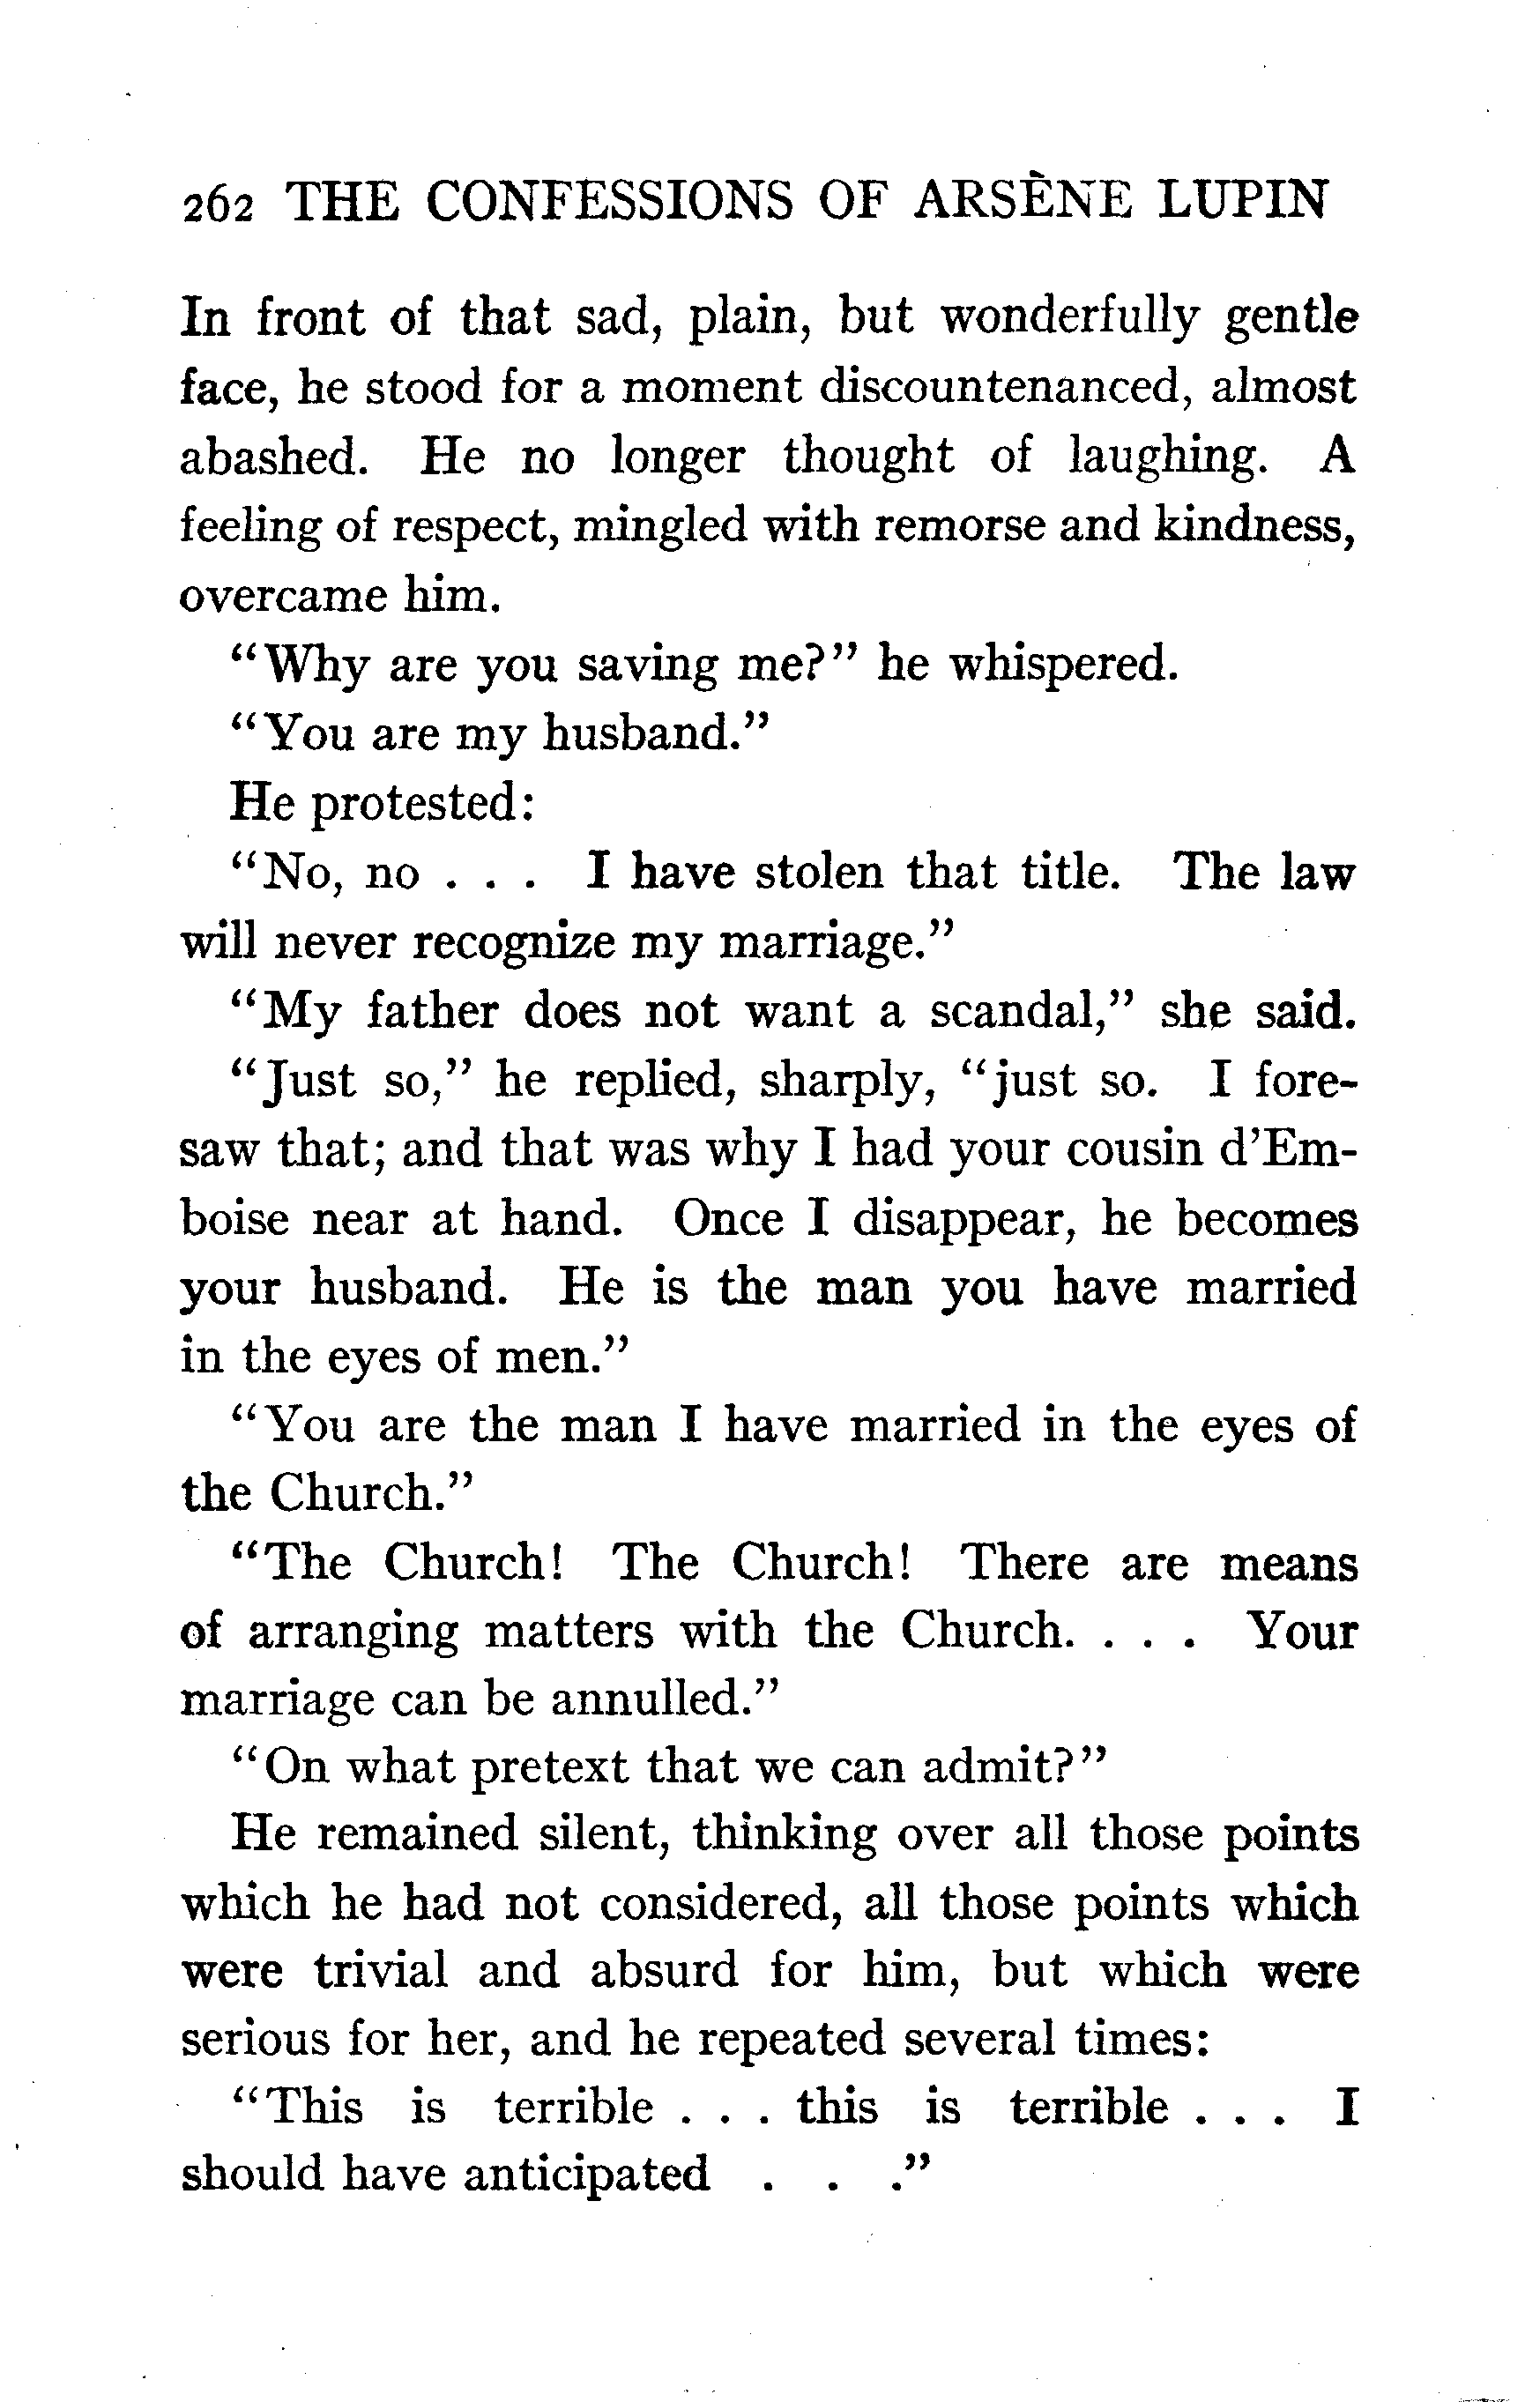 262 THE CONFESSIONS OF ARSÈNE LUPIN
In front of that sad, plain, but wonderfully gentle
face, he stood for a moment discountenanced, almost
abashed. He no longer thought of laughing. A
feeling of respect, mingled with remorse and kindness,
overcame him.
"Why are you saving me?" he whispered.
"You are my husband."
He protested:
"No, no . . . I have stolen that title. The law
will never recognize my marriage."
"My father does not want a scandal," she said.
"Just so," he replied, sharply, "just so. I fore-
saw that; and that was why I had your cousin d'Em-
boise near at hand. Once I disappear, he becomes
your husband. He is the man you have married
in the eyes of men."
"You are the man I have married in the eyes of
the Church."
"The Church! The Church! There are means
of arranging matters with the Church. . . . Your
marriage can be annulled."
"On what pretext that we can admit?"
He remained silent, thinking over all those points
which he had not considered, all those points which
were trivial and absurd for him, but which were
serious for her, and he repeated several times:
"This is terrible . . . this is terrible . . . I
should have anticipated . . ."